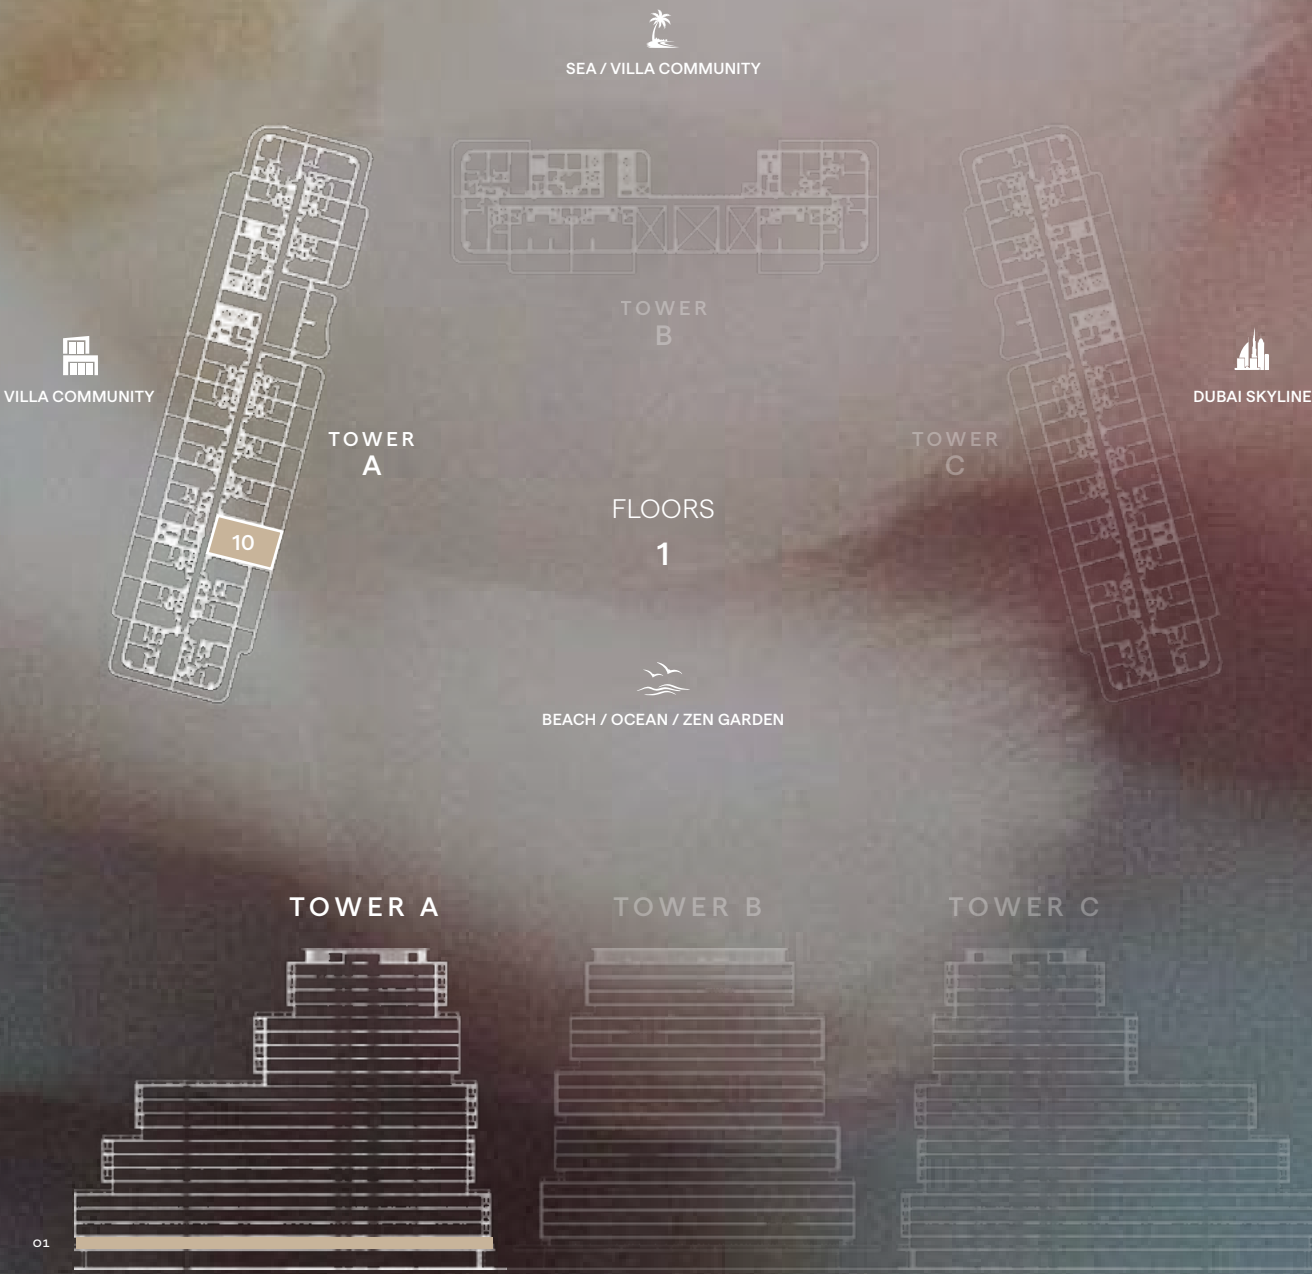 SEA / VILLA COMMUNITY
TOWER
B
VILLA COMMUNITY
DUBAI SKYLINE
TOWER
A
TOWER
C
FLOORS
1
10
BEACH / OCEAN / ZEN GARDEN
TOWER A
TOWER B
TOWER C
01